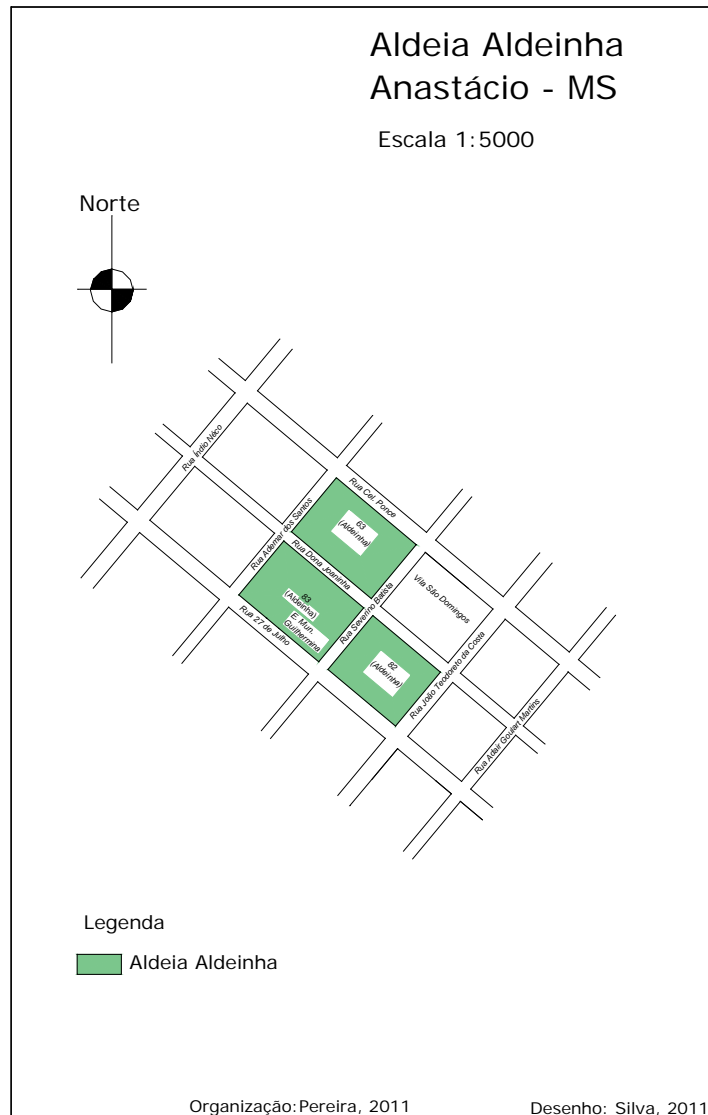 Aldeia Aldeinha
Anastácio - MS
Escala 1:5000
Norte
Rua Índio Néco
Rua Cel. Ponce
Rua Ademar dos Santos
63
(Aldeinha)
Rua Dona Joaninha
Vila São Domingos
83
(Aldeinha)
E. Mun.
Guilhermina
Rua Severino Batista
Rua 27 de Julho
82
(Aldeinha)
Rua João Teodoreto da Costa
Rua Adair Goulart Martins
Legenda
Aldeia Aldeinha
Organização:Pereira, 2011
Desenho: Silva, 2011